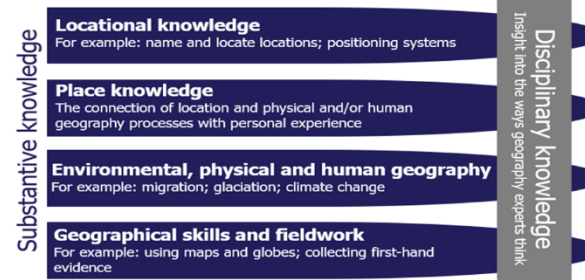 Substantive knowledge
Locational knowledge
For example: name and locate locations; positioning systems
Place knowledge
The connection of location and physical and/or human
geography processes with personal experience
Environmental, physical and human geography
For example: migration; glaciation; climate change
Geographical skills and fieldwork
For example: using maps and globes; collecting first-hand
evidence
Disciplinary knowledge
Insight into the ways geography experts think